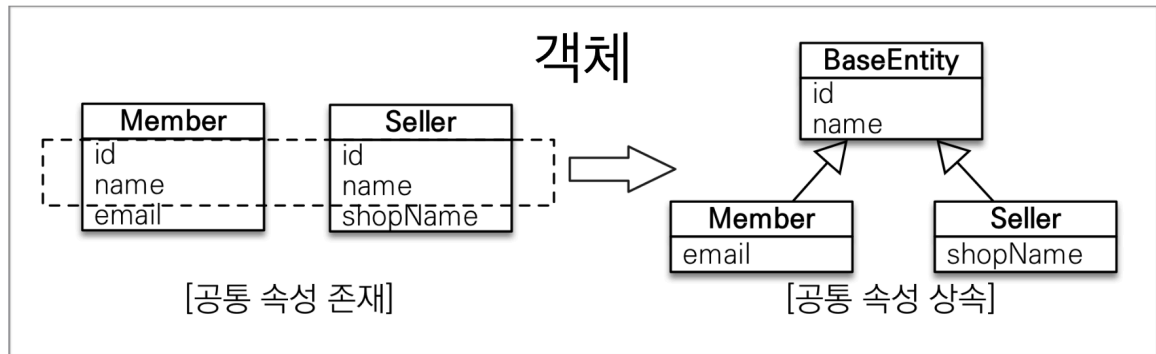 객체
Member
id
name
email
Seller
id
name
shopName
[공통 속성 존재]
BaseEntity
id
name
Member
email
Seller
shopName
[공통 속성 상속]